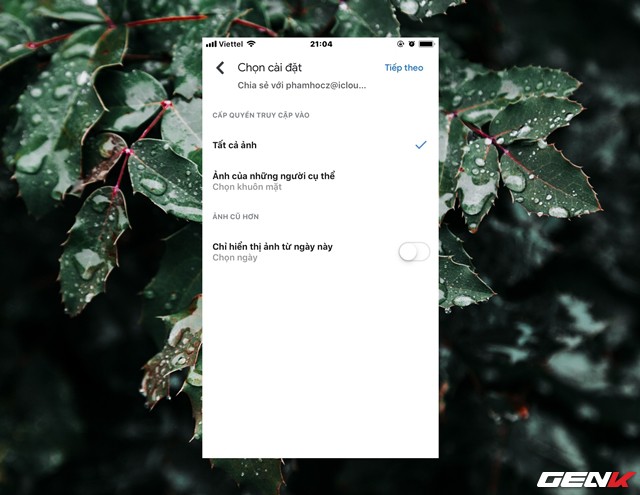 Viettel 21:04
Chọn cài đặt Tiếp theo
Chia sẻ với phamhocz@iclou...
CẤP QUYỀN TRUY CẬP VÀO
Tất cả ảnh
Ảnh của những người cụ thể
Chọn khuôn mặt
ẢNH CŨ HƠN
Chỉ hiển thị ảnh từ ngày này
Chọn ngày
GENK